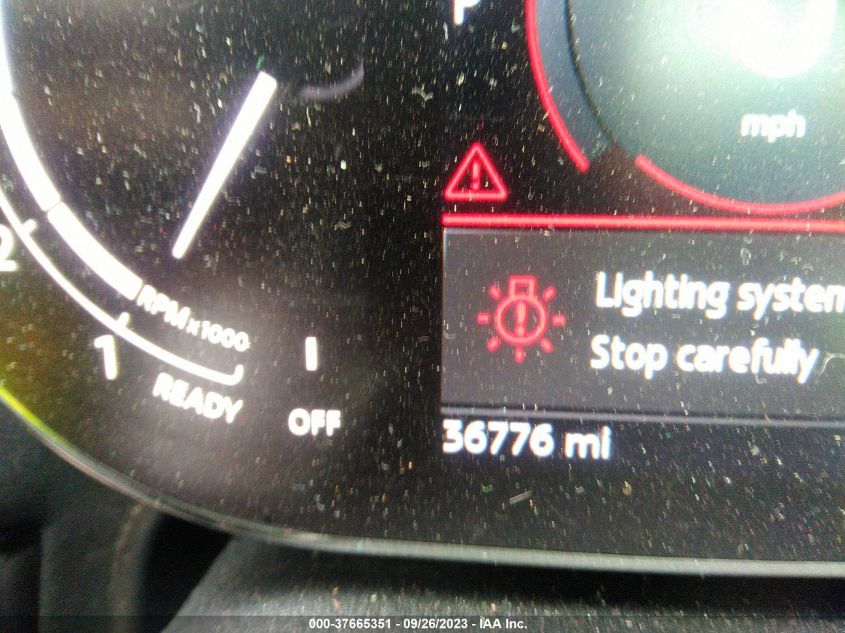 P
mph
2
RPM x 1000
1
READY
OFF
Lighting system
Stop carefully
36776 mi
000-37665351 - 09/26/2023 - IAA Inc.